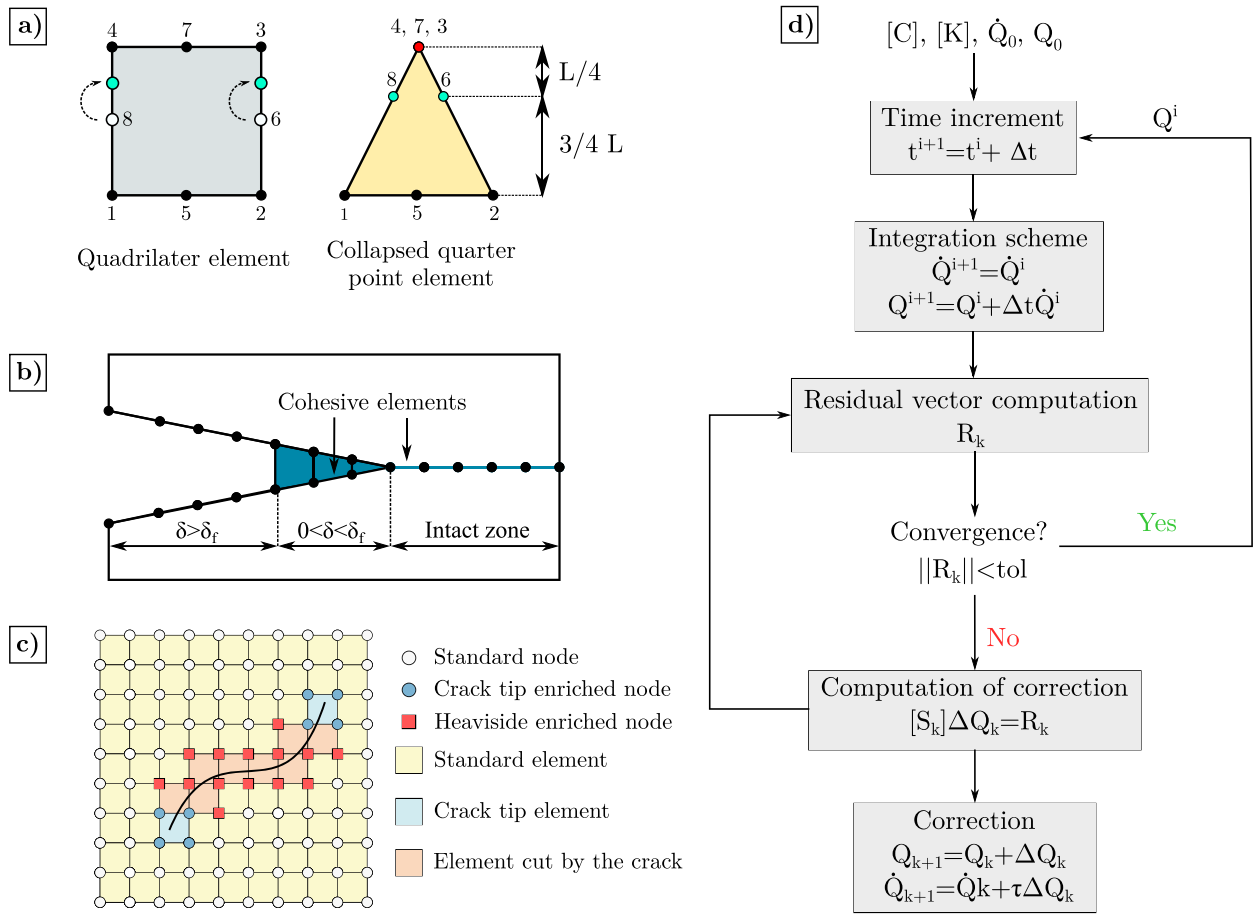 a)
4
7
3
8
6
1
5
2
Quadrilater element
4, 7, 3
8
6
L/4
3/4 L
1
5
2
Collapsed quarter
point element
b)
Cohesive elements
δ>δf
0<δ<δf
Intact zone
c)
Standard node
Crack tip enriched node
Heaviside enriched node
Standard element
Crack tip element
Element cut by the crack
d)
[C], [K], Q̇₀, Q₀
Time increment
tⁱ⁺¹=tⁱ+ Δt
Qⁱ
Integration scheme
Q̇ⁱ⁺¹=Q̇ⁱ
Qⁱ⁺¹=Qⁱ+ΔtQ̇ⁱ
Residual vector computation
Rₖ
Convergence?
||Rₖ||<tol
Yes
No
Computation of correction
[Sₖ]ΔQₖ=Rₖ
Correction
Qₖ₊₁=Qₖ+ΔQₖ
Q̇ₖ₊₁=Q̇k+τΔQₖ